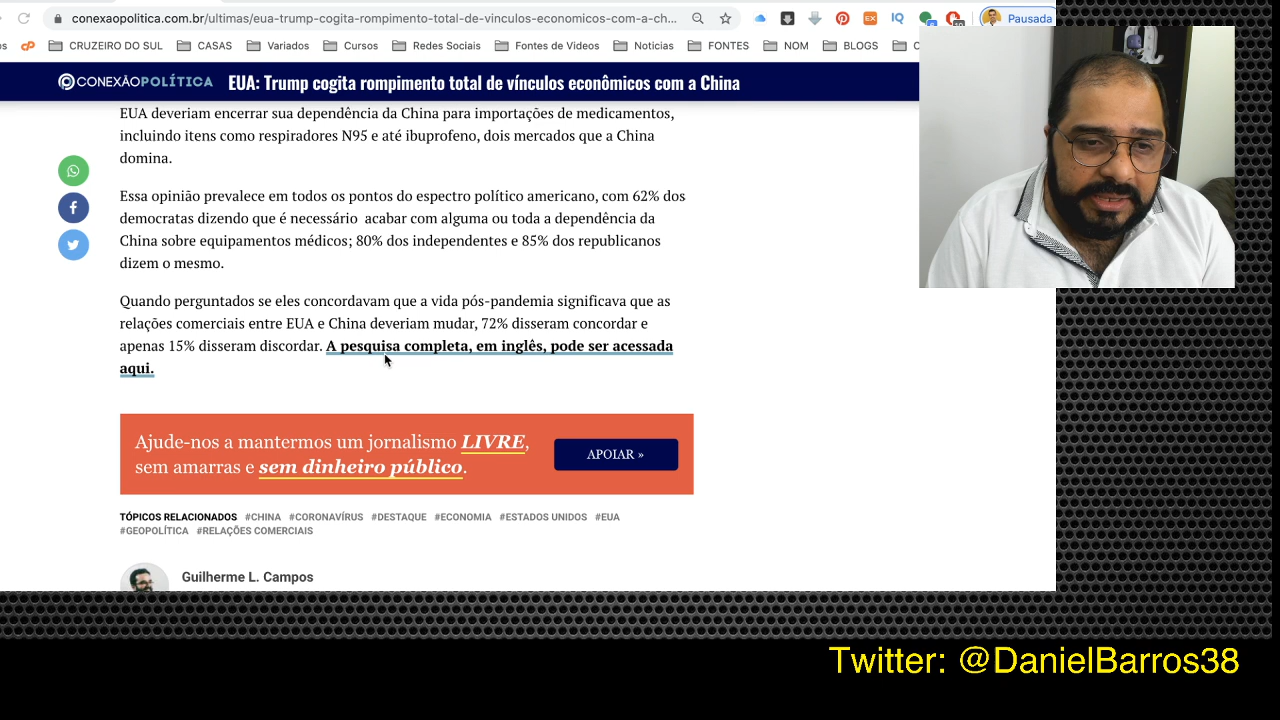 conexaopolitica.com.br/ultimas/eua-trump-cogita-rompimento-total-de-vinculos-economicos-com-a-ch...
EX
IQ
Pausada
os
CRUZEIRO DO SUL
CASAS
Variados
Cursos
Redes Sociais
Fontes de Videos
Noticias
FONTES
NOM
BLOGS
CONEXÃOPOLÍTICA EUA: Trump cogita rompimento total de vínculos econômicos com a China
EUA deveriam encerrar sua dependência da China para importações de medicamentos,
incluindo itens como respiradores N95 e até ibuprofeno, dois mercados que a China
domina.
Essa opinião prevalece em todos os pontos do espectro político americano, com 62% dos
democratas dizendo que é necessário acabar com alguma ou toda a dependência da
China sobre equipamentos médicos; 80% dos independentes e 85% dos republicanos
dizem o mesmo.
Quando perguntados se eles concordavam que a vida pós-pandemia significava que as
relações comerciais entre EUA e China deveriam mudar, 72% disseram concordar e
apenas 15% disseram discordar. A pesquisa completa, em inglês, pode ser acessada
aqui.
Ajude-nos a mantermos um jornalismo LIVRE,
sem amarras e sem dinheiro público.
APOIAR »
TÓPICOS RELACIONADOS #CHINA #CORONAVÍRUS #DESTAQUE #ECONOMIA #ESTADOS UNIDOS #EUA
#GEOPOLÍTICA #RELAÇÕES COMERCIAIS
Guilherme L. Campos
Twitter: @DanielBarros38